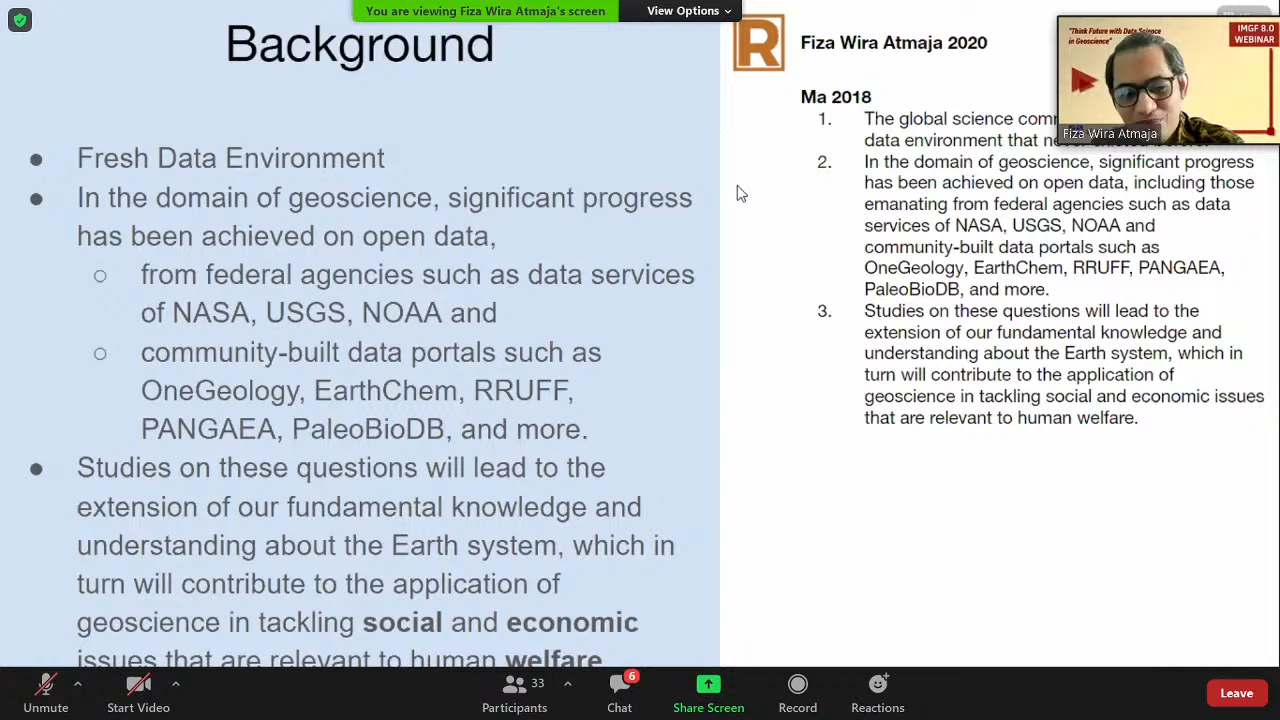 You are viewing Fiza Wira Atmaja's screen
View Options
Background
Fresh Data Environment
In the domain of geoscience, significant progress
has been achieved on open data,
from federal agencies such as data services
of NASA, USGS, NOAA and
community-built data portals such as
OneGeology, EarthChem, RRUFF,
PANGAEA, PaleoBioDB, and more.
Studies on these questions will lead to the
extension of our fundamental knowledge and
understanding about the Earth system, which in
turn will contribute to the application of
geoscience in tackling social and economic
issues that are relevant to human welfare
R
Fiza Wira Atmaja 2020
Ma 2018
1. The global science
data environment that
2. In the domain of geoscience, significant progress
has been achieved on open data, including those
emanating from federal agencies such as data
services of NASA, USGS, NOAA and
community-built data portals such as
OneGeology, EarthChem, RRUFF, PANGAEA,
PaleoBioDB, and more.
3. Studies on these questions will lead to the
extension of our fundamental knowledge and
understanding about the Earth system, which in
turn will contribute to the application of
geoscience in tackling social and economic issues
that are relevant to human welfare.
"Think Future with Data Science
in Geoscience"
IMGF 8.0
WEBINAR
Fiza Wira Atmaja
Unmute
Start Video
33
Participants
6
Chat
Share Screen
Record
Reactions
Leave